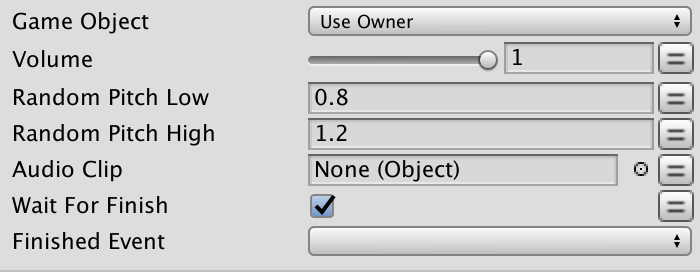 Game Object Use Owner
Volume 1 =
Random Pitch Low 0.8 =
Random Pitch High 1.2 =
Audio Clip None (Object) =
Wait For Finish =
Finished Event